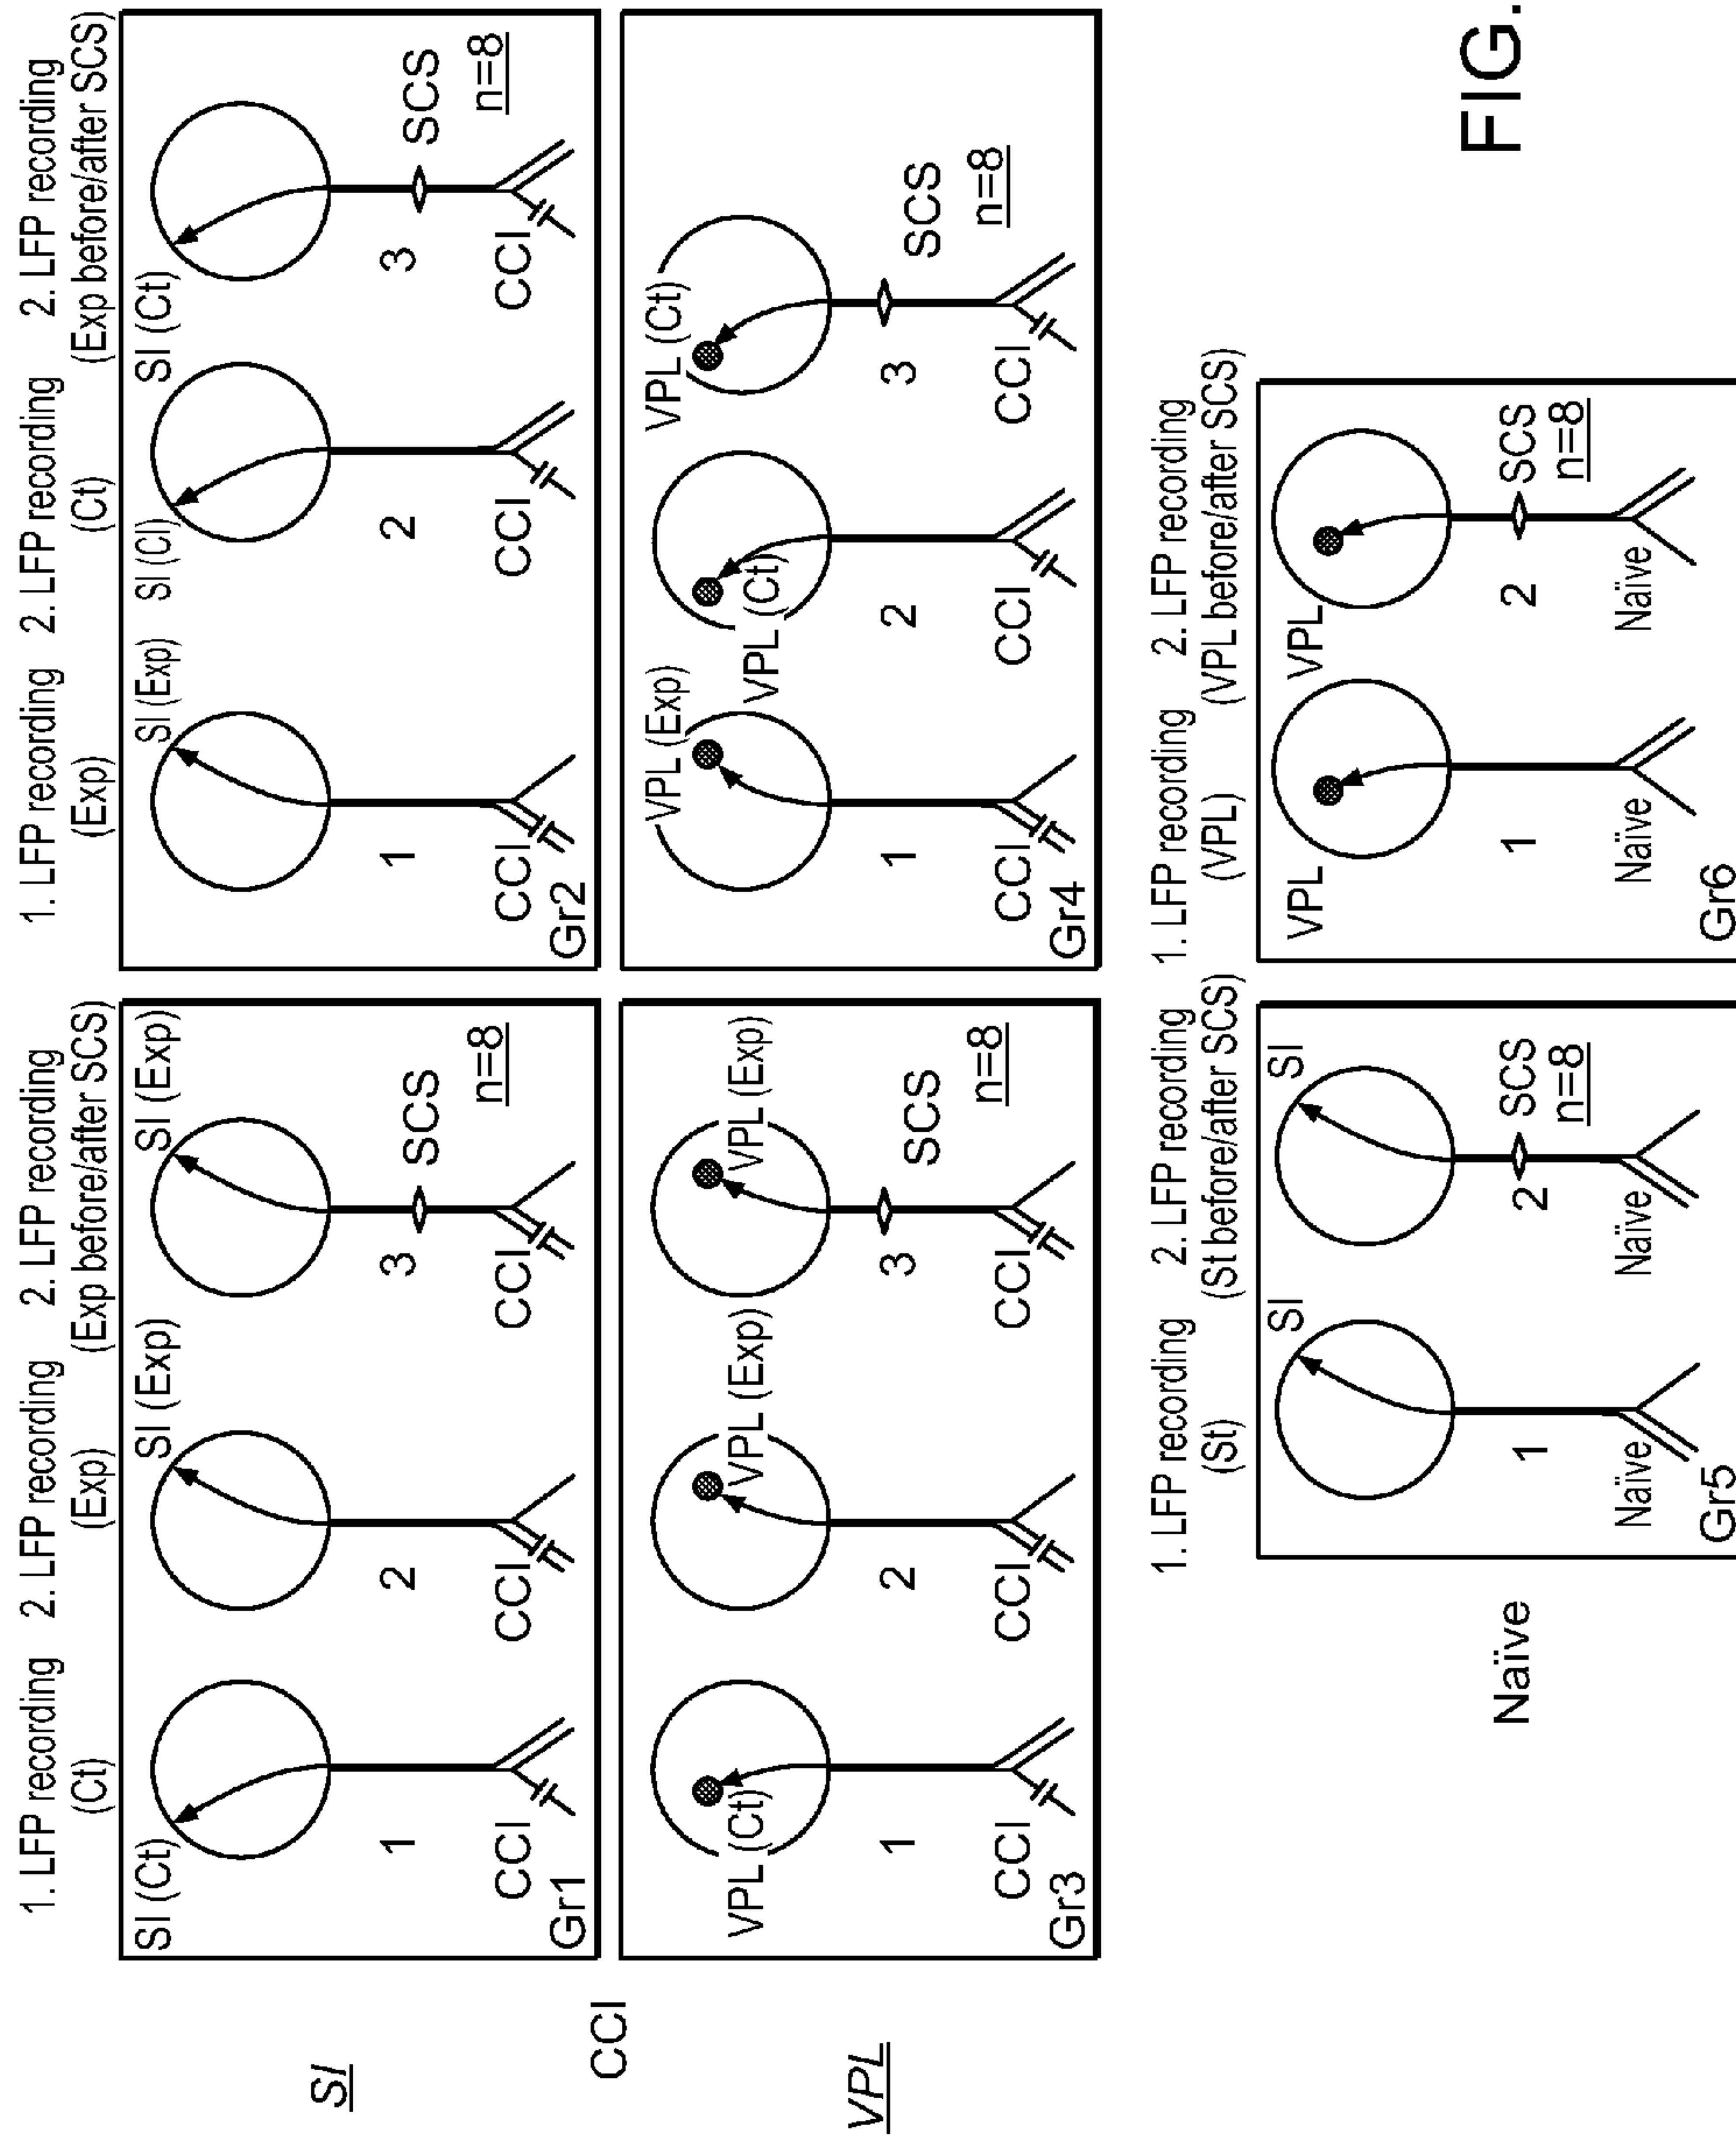 1. LFP recording
(Ct)
2. LFP recording
(Exp)
2. LFP recording
(Exp before/after SCS)
1. LFP recording
(Exp)
2. LFP recording
(Ct)
2. LFP recording
(Exp before/after SCS)
SI
SI (Ct)
SI (Exp)
SI (Exp)
1
2
3
SCS
n=8
CCI
CCI
CCI
Gr1
SI (Exp)
SI (Cl)
SI (Ct)
1
2
3
SCS
n=8
CCI
CCI
CCI
Gr2
CCI
VPL
VPL (Ct)
VPL (Exp)
VPL (Exp)
1
2
3
SCS
n=8
CCI
CCI
CCI
Gr3
VPL (Exp)
VPL (Ct)
VPL (Ct)
1
2
3
SCS
n=8
CCI
CCI
CCI
Gr4
1. LFP recording
(St)
2. LFP recording
(St before/after SCS)
1. LFP recording
(VPL)
2. LFP recording
(VPL before/after SCS)
Naïve
SI
SI
1
2
SCS
n=8
Naïve
Naïve
Gr5
VPL
VPL
1
2
SCS
n=8
Naïve
Naïve
Gr6
FIG.